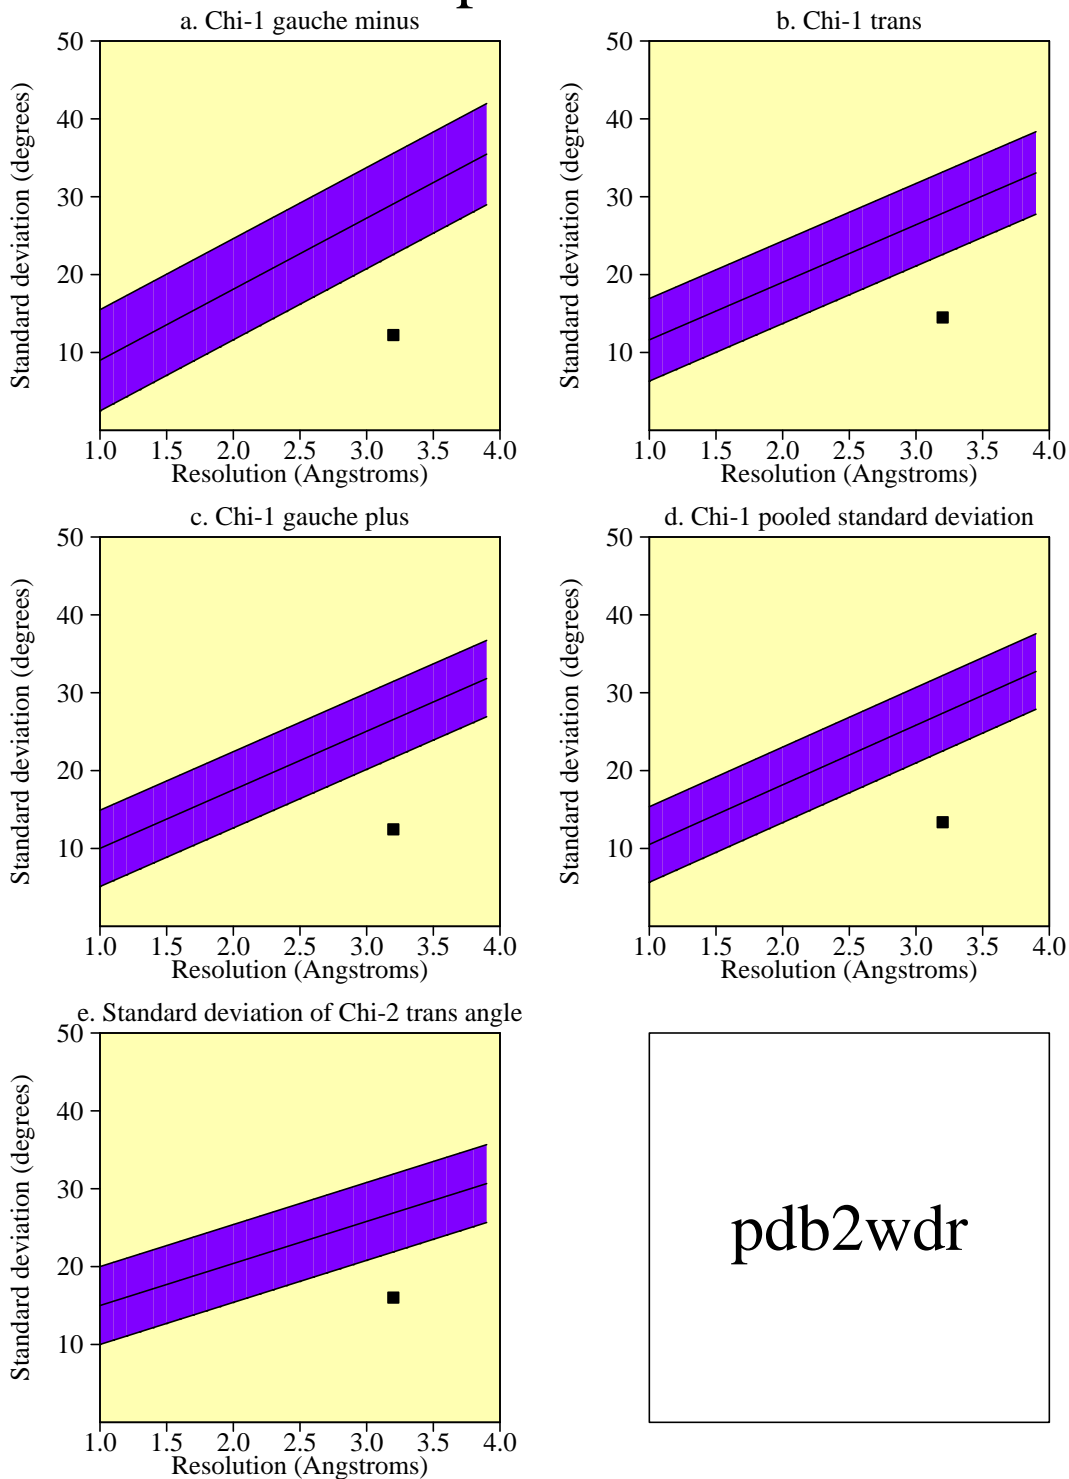 a. Chi-1 gauche minus
50
40
30
20
10
Standard deviation (degrees)
1.0 1.5 2.0 2.5 3.0 3.5 4.0
Resolution (Angstroms)
b. Chi-1 trans
50
40
30
20
10
Standard deviation (degrees)
1.0 1.5 2.0 2.5 3.0 3.5 4.0
Resolution (Angstroms)
c. Chi-1 gauche plus
50
40
30
20
10
Standard deviation (degrees)
1.0 1.5 2.0 2.5 3.0 3.5 4.0
Resolution (Angstroms)
d. Chi-1 pooled standard deviation
50
40
30
20
10
Standard deviation (degrees)
1.0 1.5 2.0 2.5 3.0 3.5 4.0
Resolution (Angstroms)
e. Standard deviation of Chi-2 trans angle
50
40
30
20
10
Standard deviation (degrees)
1.0 1.5 2.0 2.5 3.0 3.5 4.0
Resolution (Angstroms)
pdb2wdr